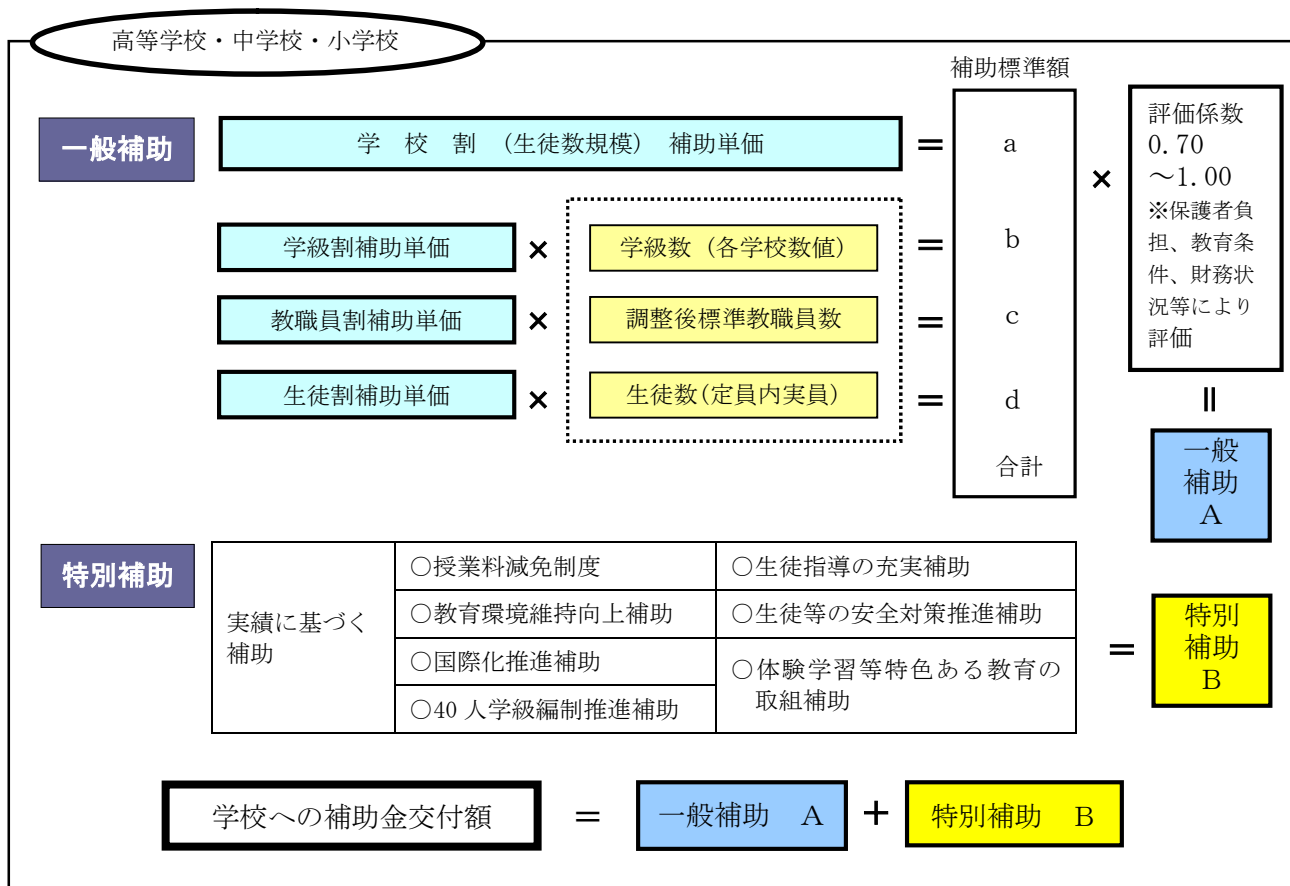 高等学校・中学校・小学校
補助標準額
一般補助
学 校 割 (生徒数規模) 補助単価
=
a
×
評価係数
0.70
～1.00
※保護者負
担、教育条
件、財務状
況等により
評価
学級割補助単価
×
学級数(各学校数値)
=
b
教職員割補助単価
×
調整後標準教職員数
=
c
生徒割補助単価
×
生徒数(定員内実員)
=
d
合計
=
一般
補助
A
特別補助
実績に基づく
補助
○授業料減免制度
○生徒指導の充実補助
○教育環境維持向上補助
○生徒等の安全対策推進補助
○国際化推進補助
○体験学習等特色ある教育の
取組補助
○40 人学級編制推進補助
=
特別
補助
B
学校への補助金交付額 = 一般補助 A + 特別補助 B